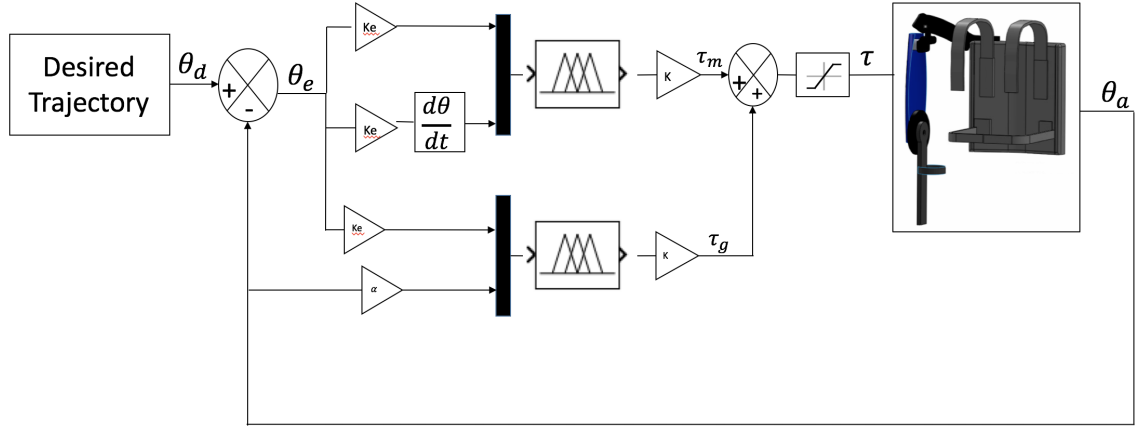 Desired
Trajectory
θd
+
-
θe
Ke
Ke
dθ
dt
Ke
α
K
τm
+
+
K
τg
τ
θa